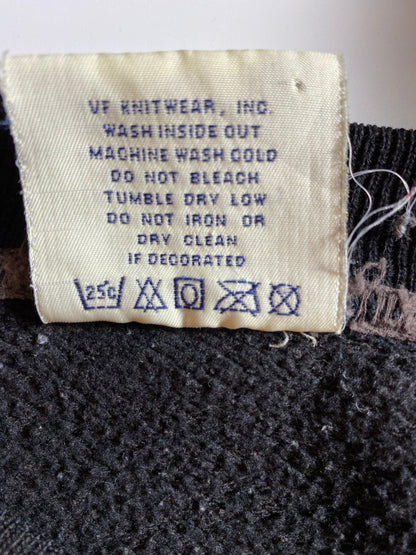 VF KNITWEAR, INC.
WASH INSIDE OUT
MACHINE WASH COLD
DO NOT BLEACH
TUMBLE DRY LOW
DO NOT IRON OR
DRY CLEAN
IF DECORATED
25°C